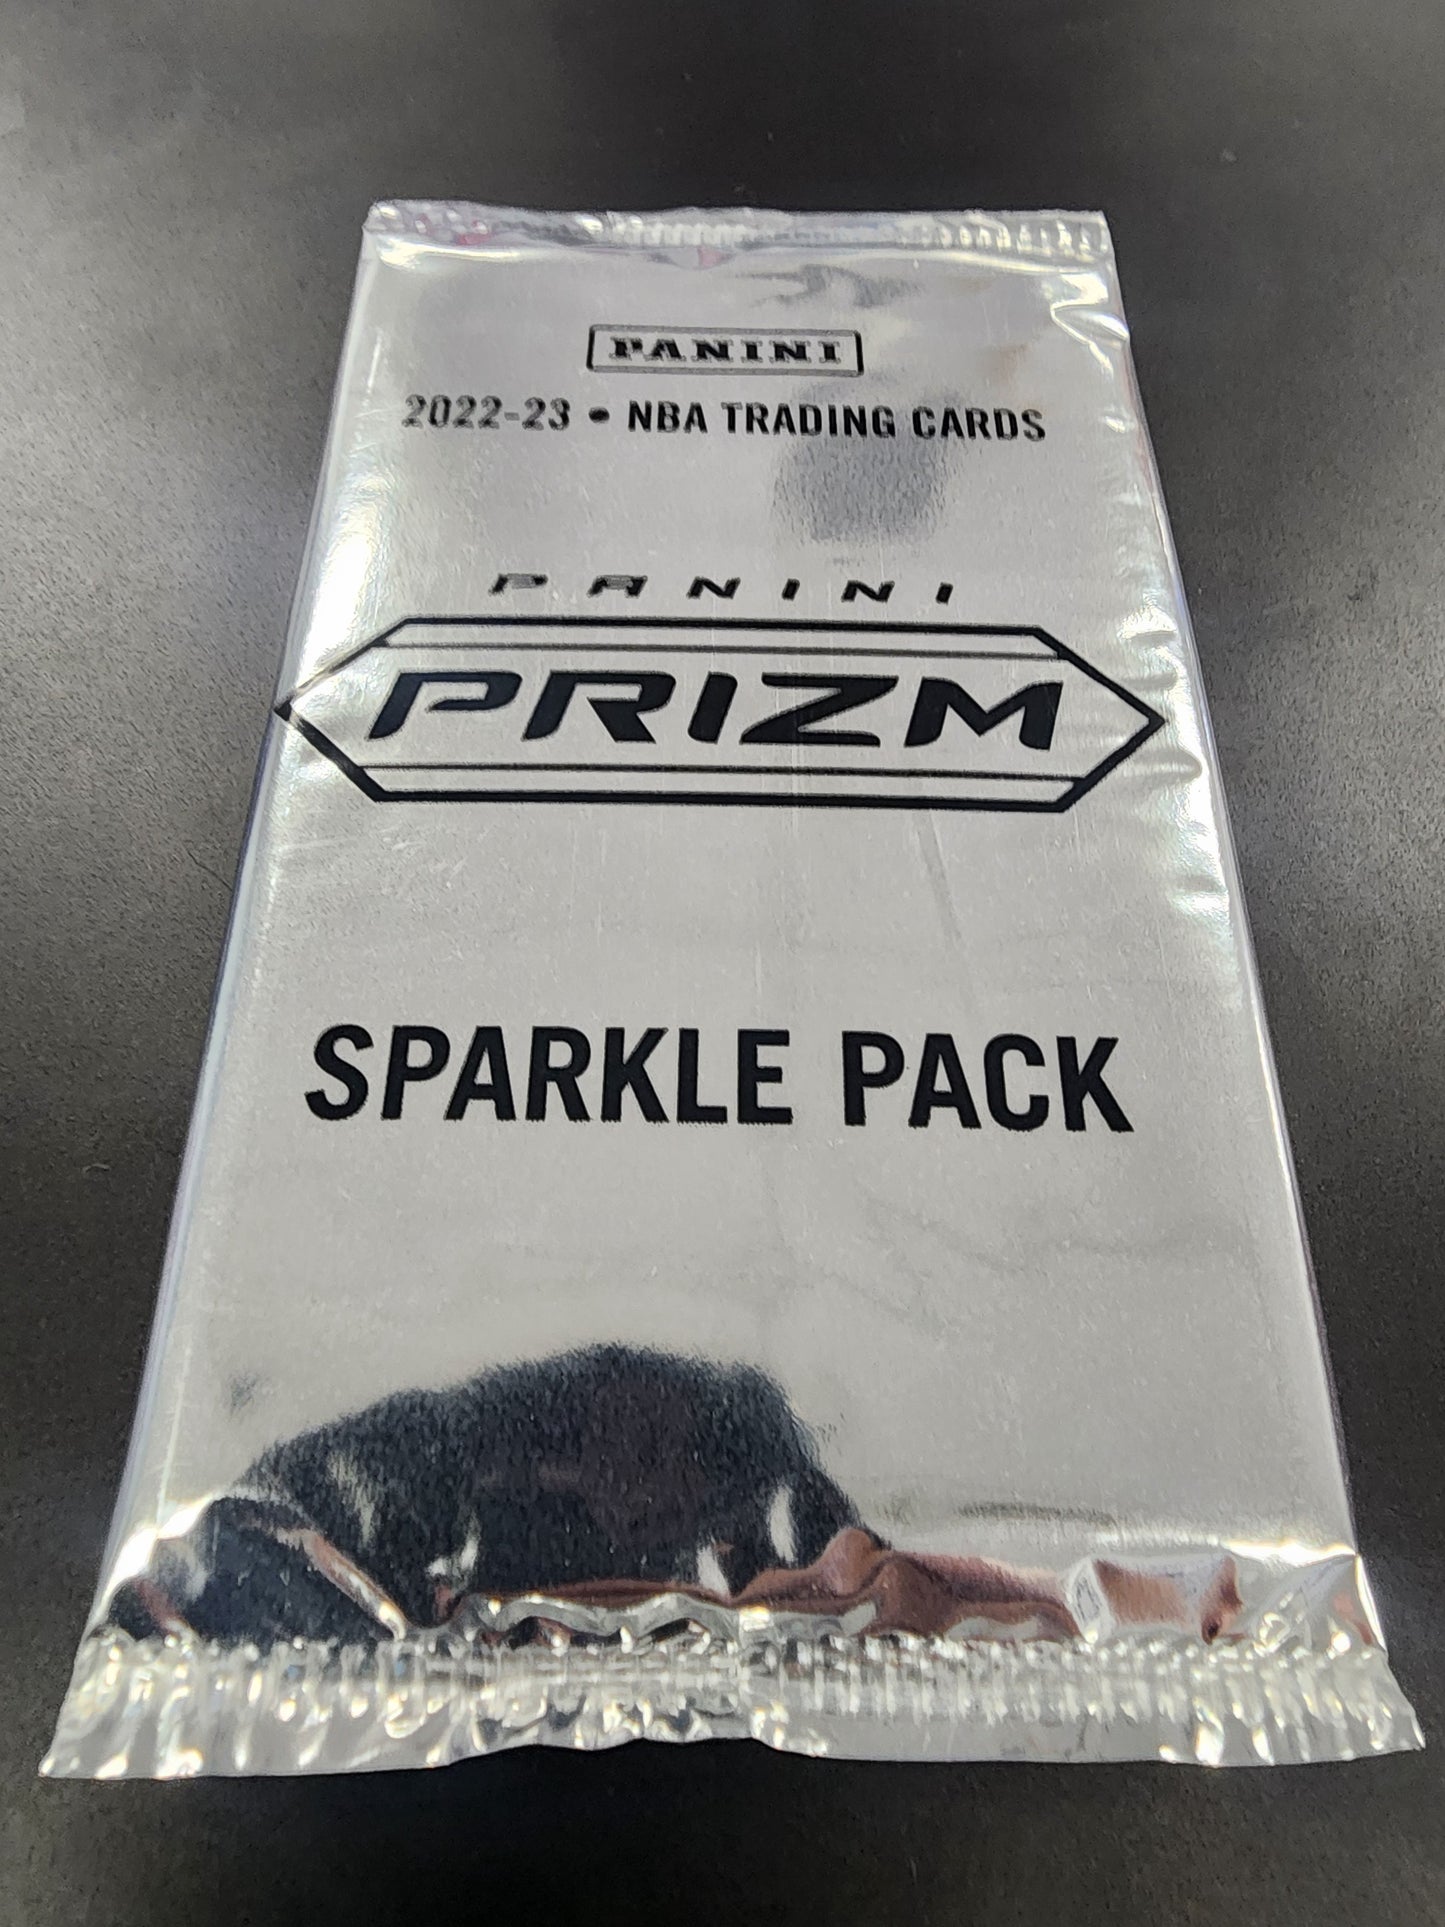 PANINI
2022-23 • NBA TRADING CARDS
PANINI
PRIZM
SPARKLE PACK